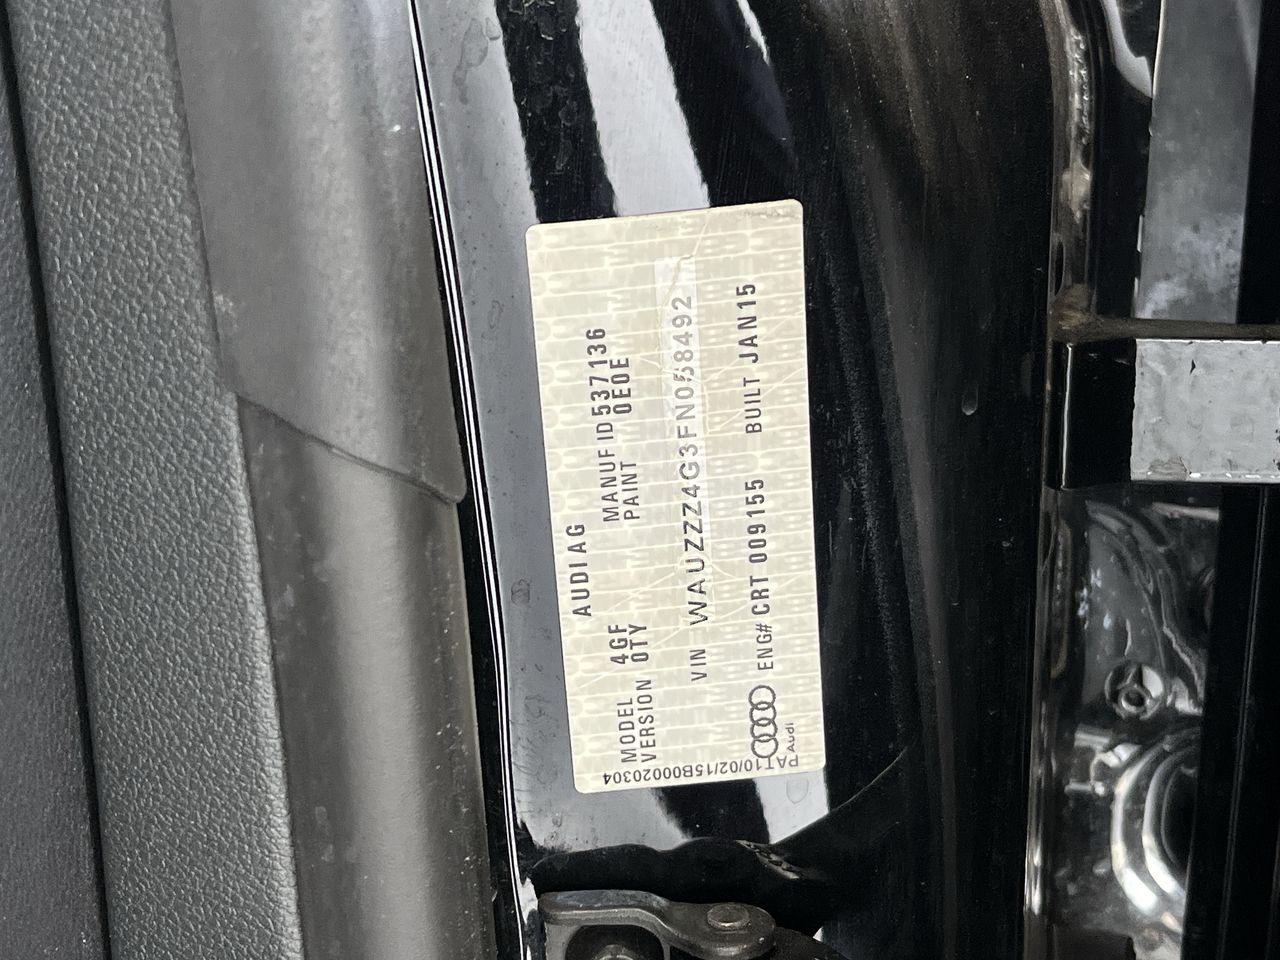 AUDI AG
MODEL 4GF MANUF ID 537136
VERSION 0TY PAINT 0E0E
VIN WAUZZZ4G3FN058492
ENG# CRT 009155 BUILT JAN15
Audi
PAT10/02/15B00020304